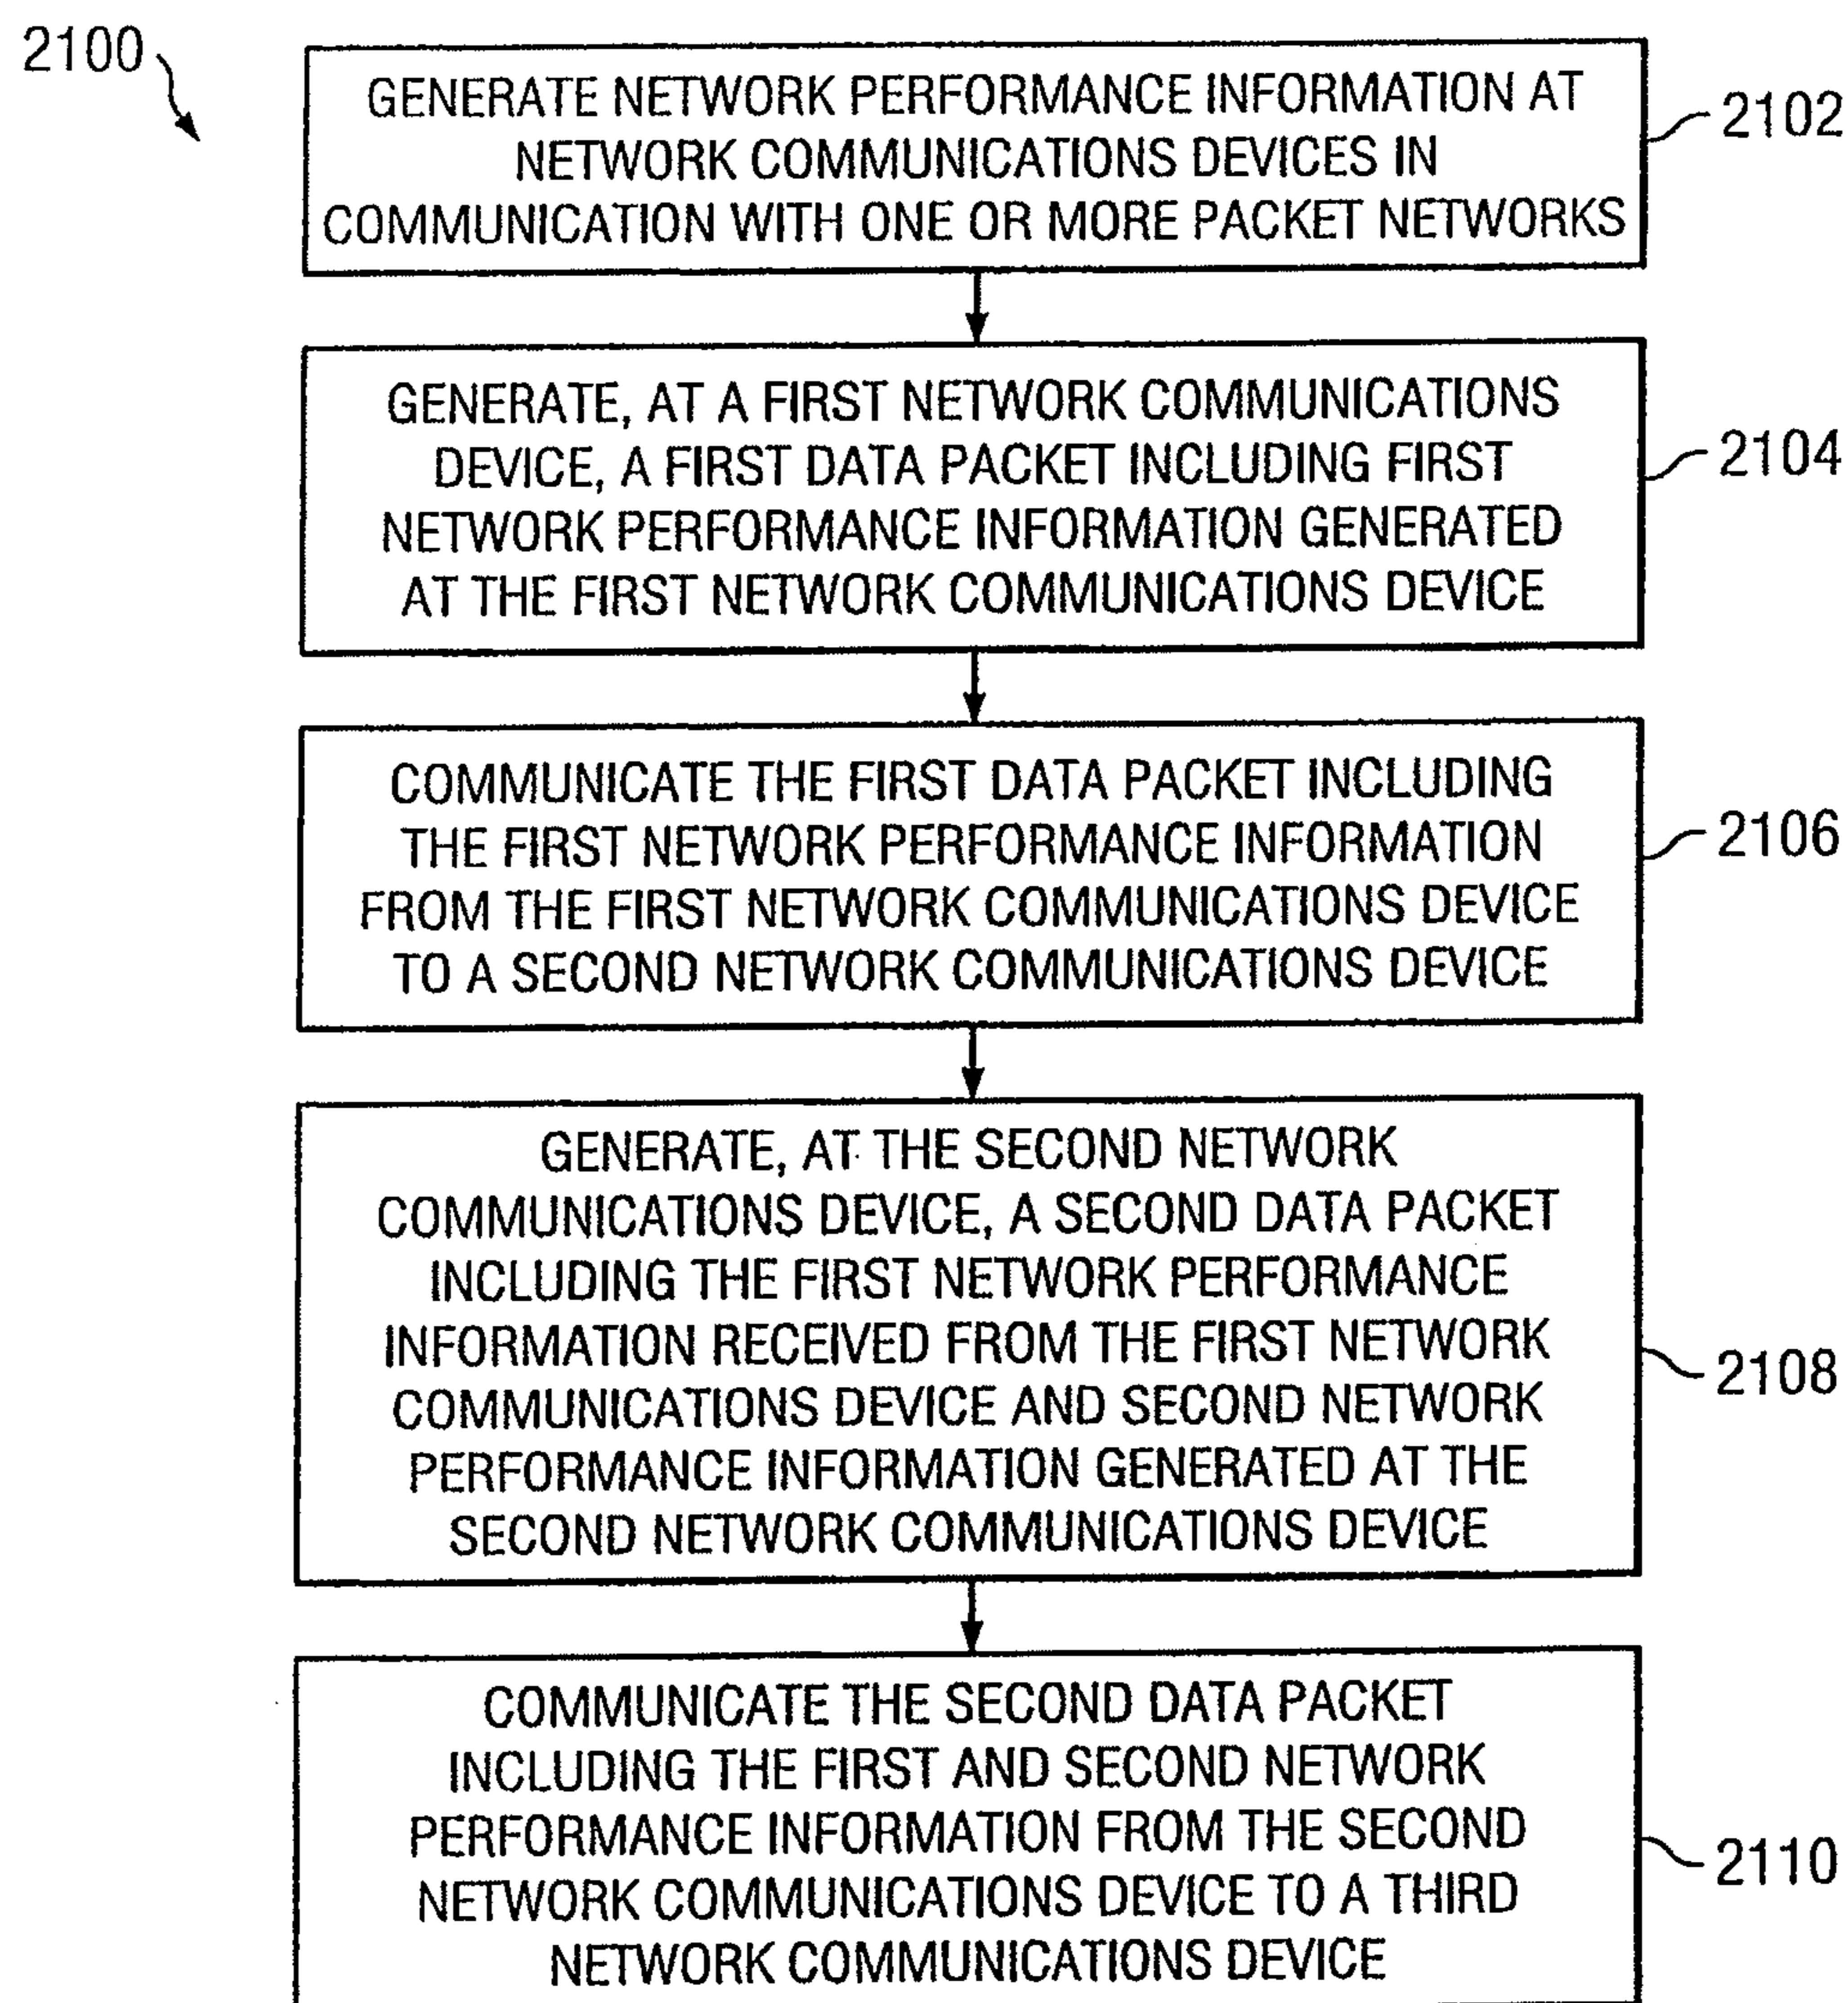 2100
GENERATE NETWORK PERFORMANCE INFORMATION AT
NETWORK COMMUNICATIONS DEVICES IN
COMMUNICATION WITH ONE OR MORE PACKET NETWORKS
2102
GENERATE, AT A FIRST NETWORK COMMUNICATIONS
DEVICE, A FIRST DATA PACKET INCLUDING FIRST
NETWORK PERFORMANCE INFORMATION GENERATED
AT THE FIRST NETWORK COMMUNICATIONS DEVICE
2104
COMMUNICATE THE FIRST DATA PACKET INCLUDING
THE FIRST NETWORK PERFORMANCE INFORMATION
FROM THE FIRST NETWORK COMMUNICATIONS DEVICE
TO A SECOND NETWORK COMMUNICATIONS DEVICE
2106
GENERATE, AT THE SECOND NETWORK
COMMUNICATIONS DEVICE, A SECOND DATA PACKET
INCLUDING THE FIRST NETWORK PERFORMANCE
INFORMATION RECEIVED FROM THE FIRST NETWORK
COMMUNICATIONS DEVICE AND SECOND NETWORK
PERFORMANCE INFORMATION GENERATED AT THE
SECOND NETWORK COMMUNICATIONS DEVICE
2108
COMMUNICATE THE SECOND DATA PACKET
INCLUDING THE FIRST AND SECOND NETWORK
PERFORMANCE INFORMATION FROM THE SECOND
NETWORK COMMUNICATIONS DEVICE TO A THIRD
NETWORK COMMUNICATIONS DEVICE
2110